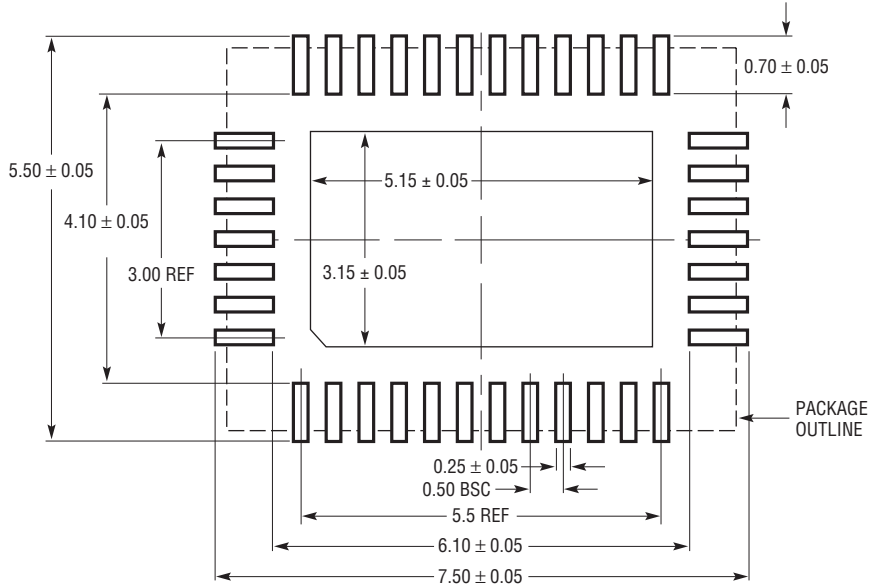 0.70 ± 0.05
5.50 ± 0.05
5.15 ± 0.05
4.10 ± 0.05
3.00 REF
3.15 ± 0.05
PACKAGE
OUTLINE
0.25 ± 0.05
0.50 BSC
5.5 REF
6.10 ± 0.05
7.50 ± 0.05